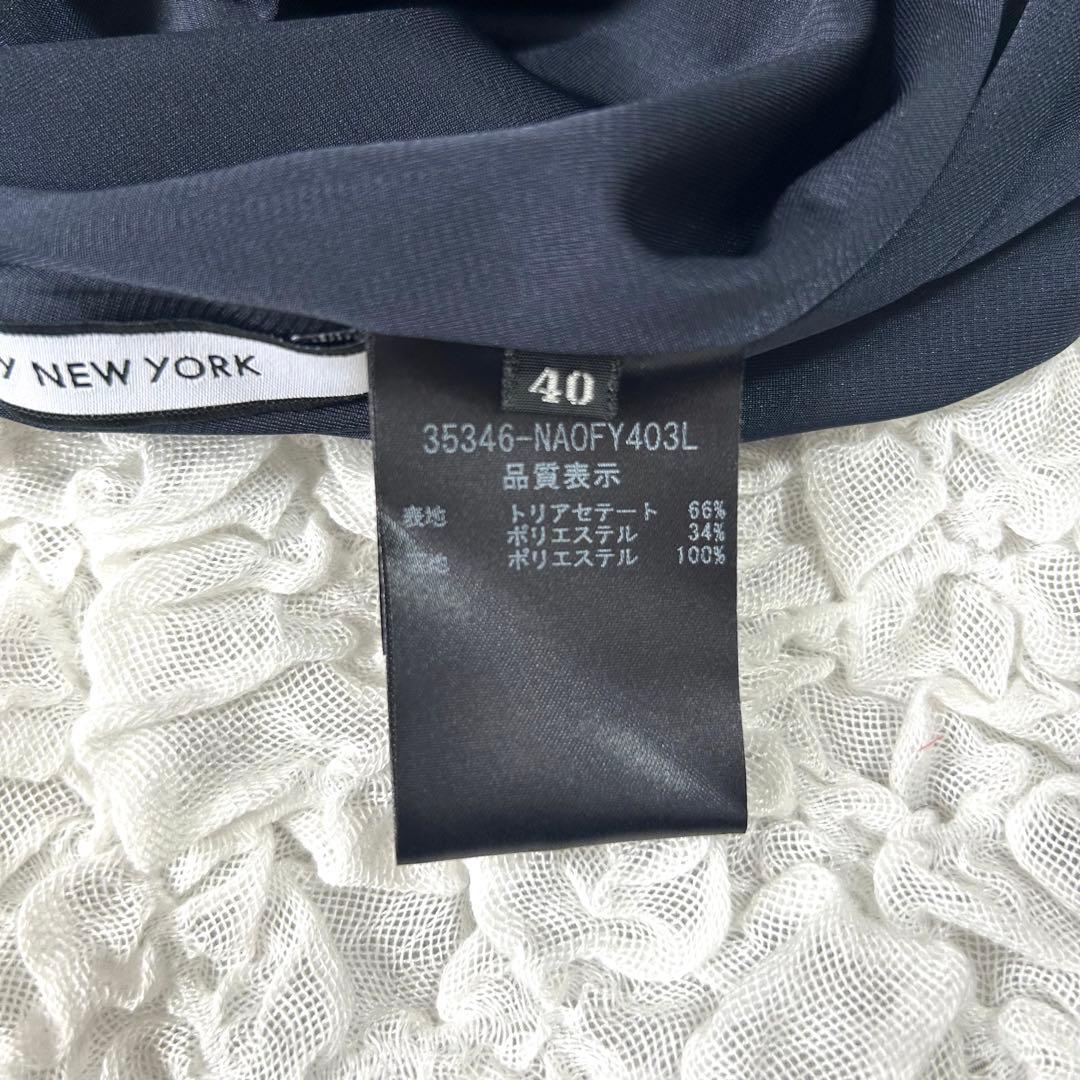 Y NEW YORK
40
35346-NAOFY403L
品質表示
表地 トリアセテート 66%
ポリエステル 34%
地 ポリエステル 100%